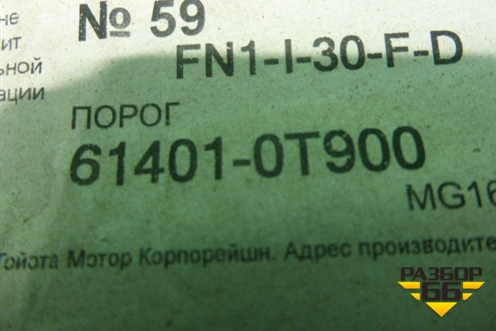 не
ит
ьной
ации
№ 59
FN1-I-30-F-D
ПОРОГ
61401-0T900
MG16
Тойота Мотор Корпорейшн. Адрес производите
РАЗБОР
66